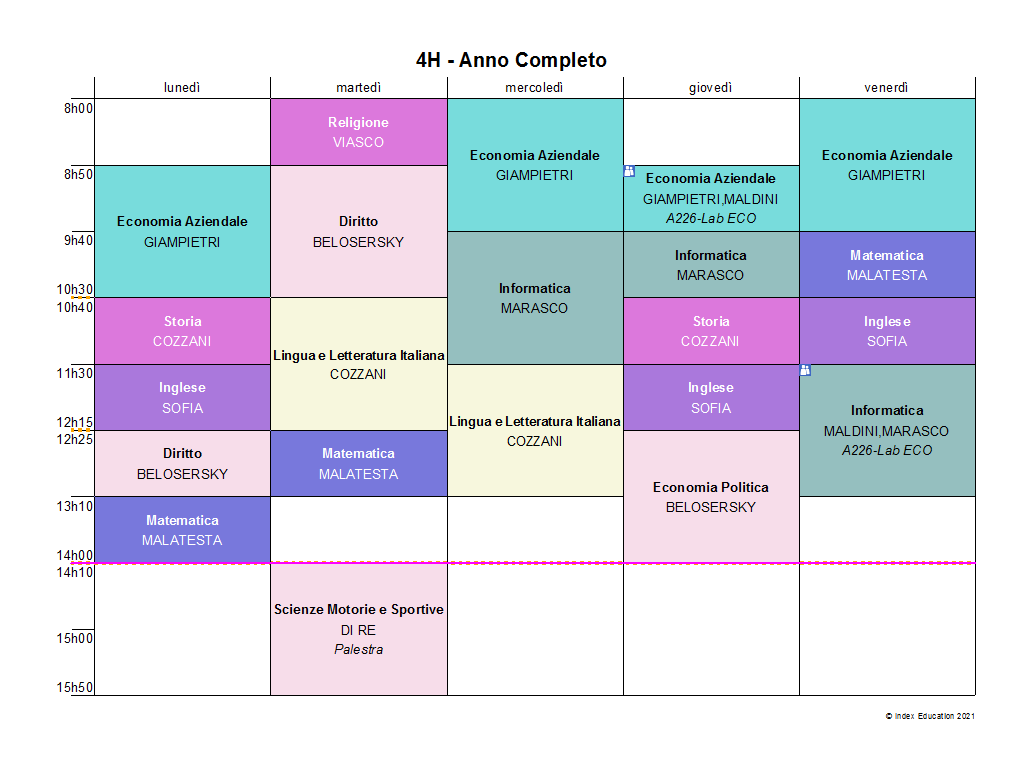 4H - Anno Completo
lunedì martedì mercoledì giovedì venerdì
8h00
8h50
9h40
10h30
10h40
11h30
12h15
12h25
13h10
14h00
14h10
15h00
15h50
Economia Aziendale
GIAMPIETRI
Storia
COZZANI
Inglese
SOFIA
Diritto
BELOSERSKY
Matematica
MALATESTA
Religione
VIASCO
Diritto
BELOSERSKY
Lingua e Letteratura Italiana
COZZANI
Matematica
MALATESTA
Scienze Motorie e Sportive
DI RE
Palestra
Economia Aziendale
GIAMPIETRI
Informatica
MARASCO
Lingua e Letteratura Italiana
COZZANI
Economia Aziendale
GIAMPIETRI,MALDINI
A226-Lab ECO
Informatica
MARASCO
Storia
COZZANI
Inglese
SOFIA
Economia Politica
BELOSERSKY
Economia Aziendale
GIAMPIETRI
Matematica
MALATESTA
Inglese
SOFIA
Informatica
MALDINI,MARASCO
A226-Lab ECO
© Index Education 2021